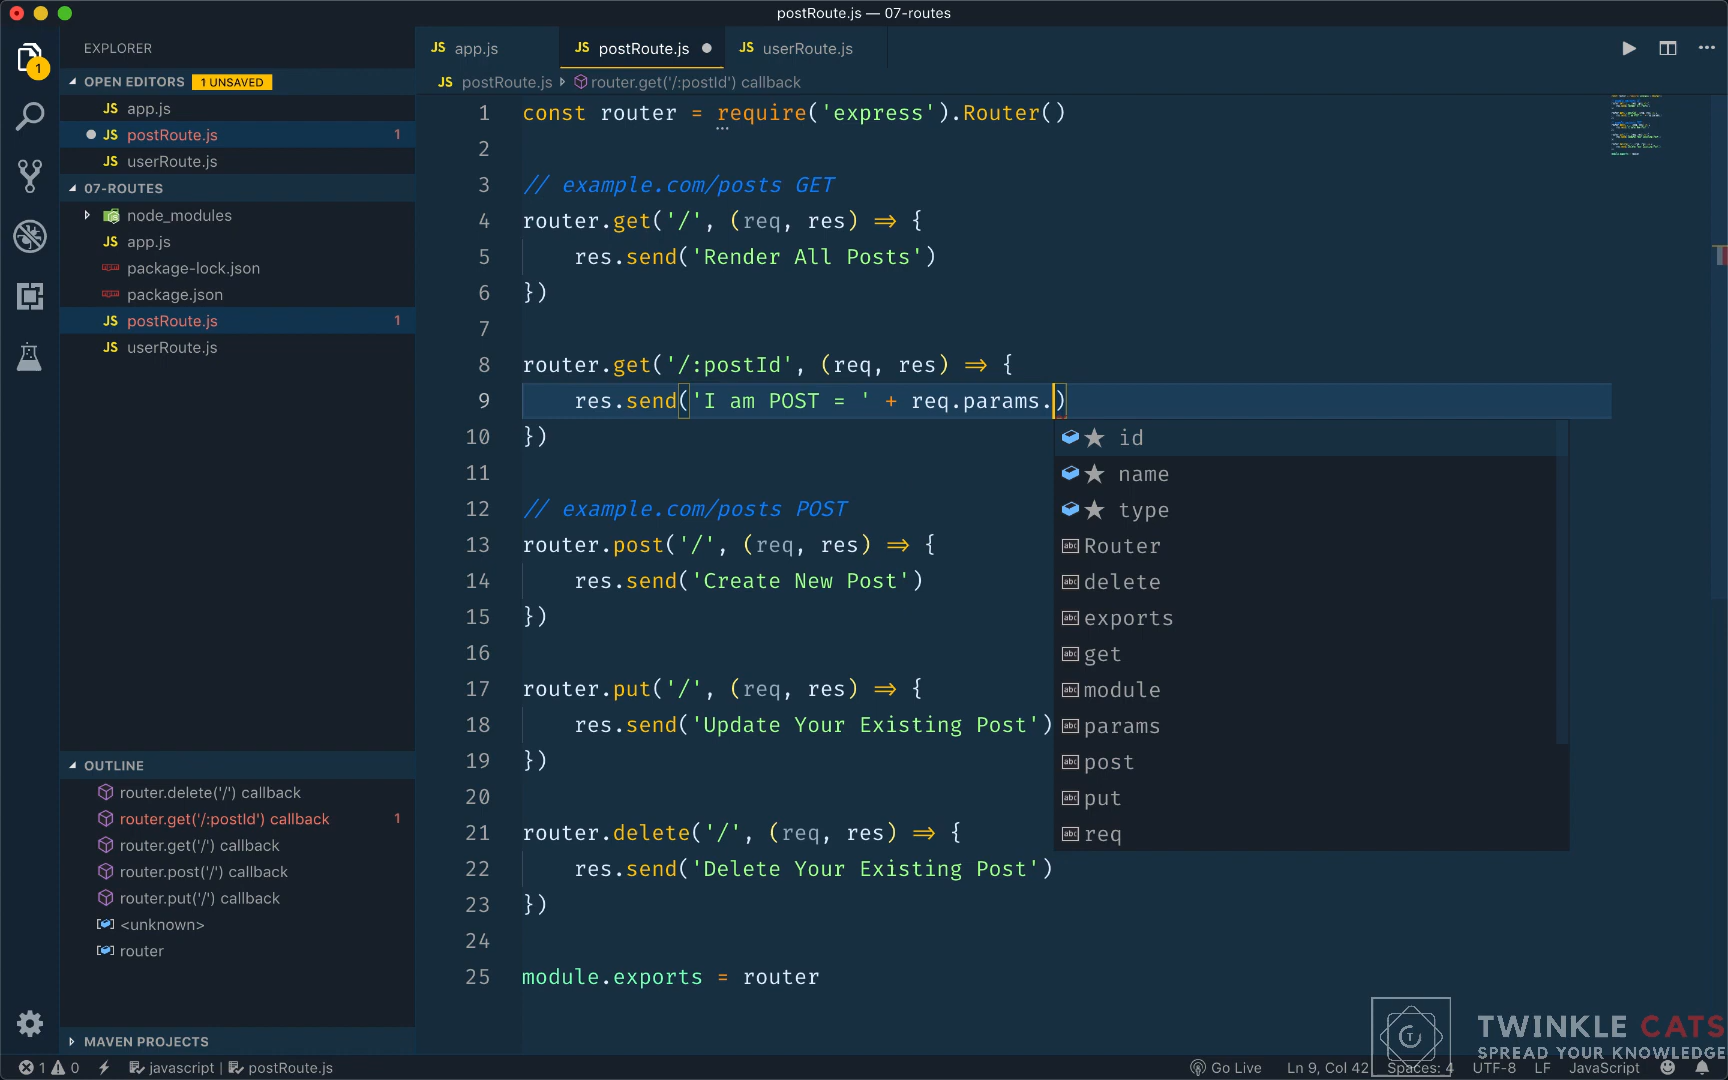 postRoute.js — 07-routes
EXPLORER
JS app.js
JS postRoute.js
JS userRoute.js
1
OPEN EDITORS 1 UNSAVED
JS postRoute.js router.get('/:postId') callback
JS app.js
JS postRoute.js 1
JS userRoute.js
07-ROUTES
node_modules
JS app.js
package-lock.json
package.json
JS postRoute.js 1
JS userRoute.js
OUTLINE
router.delete('/') callback
router.get('/:postId') callback 1
router.get('/') callback
router.post('/') callback
router.put('/') callback
<unknown>
router
MAVEN PROJECTS
1 const router = require('express').Router()
2
3 // example.com/posts GET
4 router.get('/', (req, res) => {
5 res.send('Render All Posts')
6 })
7
8 router.get('/:postId', (req, res) => {
9 res.send('I am POST = ' + req.params.)
10 })
11
12 // example.com/posts POST
13 router.post('/', (req, res) => {
14 res.send('Create New Post')
15 })
16
17 router.put('/', (req, res) => {
18 res.send('Update Your Existing Post')
19 })
20
21 router.delete('/', (req, res) => {
22 res.send('Delete Your Existing Post')
23 })
24
25 module.exports = router
id
name
type
abc Router
abc delete
abc exports
abc get
abc module
abc params
abc post
abc put
abc req
TWINKLE CATS
SPREAD YOUR KNOWLEDGE
1 0 javascript | postRoute.js
Go Live Ln 9, Col 42 Spaces: 4 UTF-8 LF JavaScript